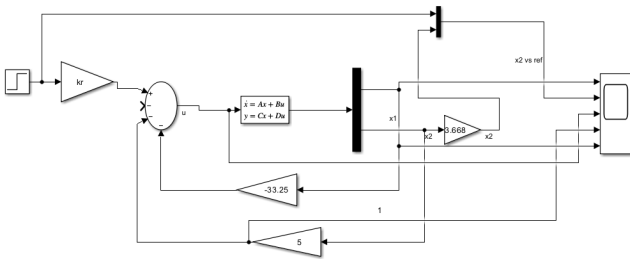 x2 vs ref
kr
+
-
-
-
u
ẋ = Ax + Bu
y = Cx + Du
x1
x2
3.668
x2
-33.25
1
5